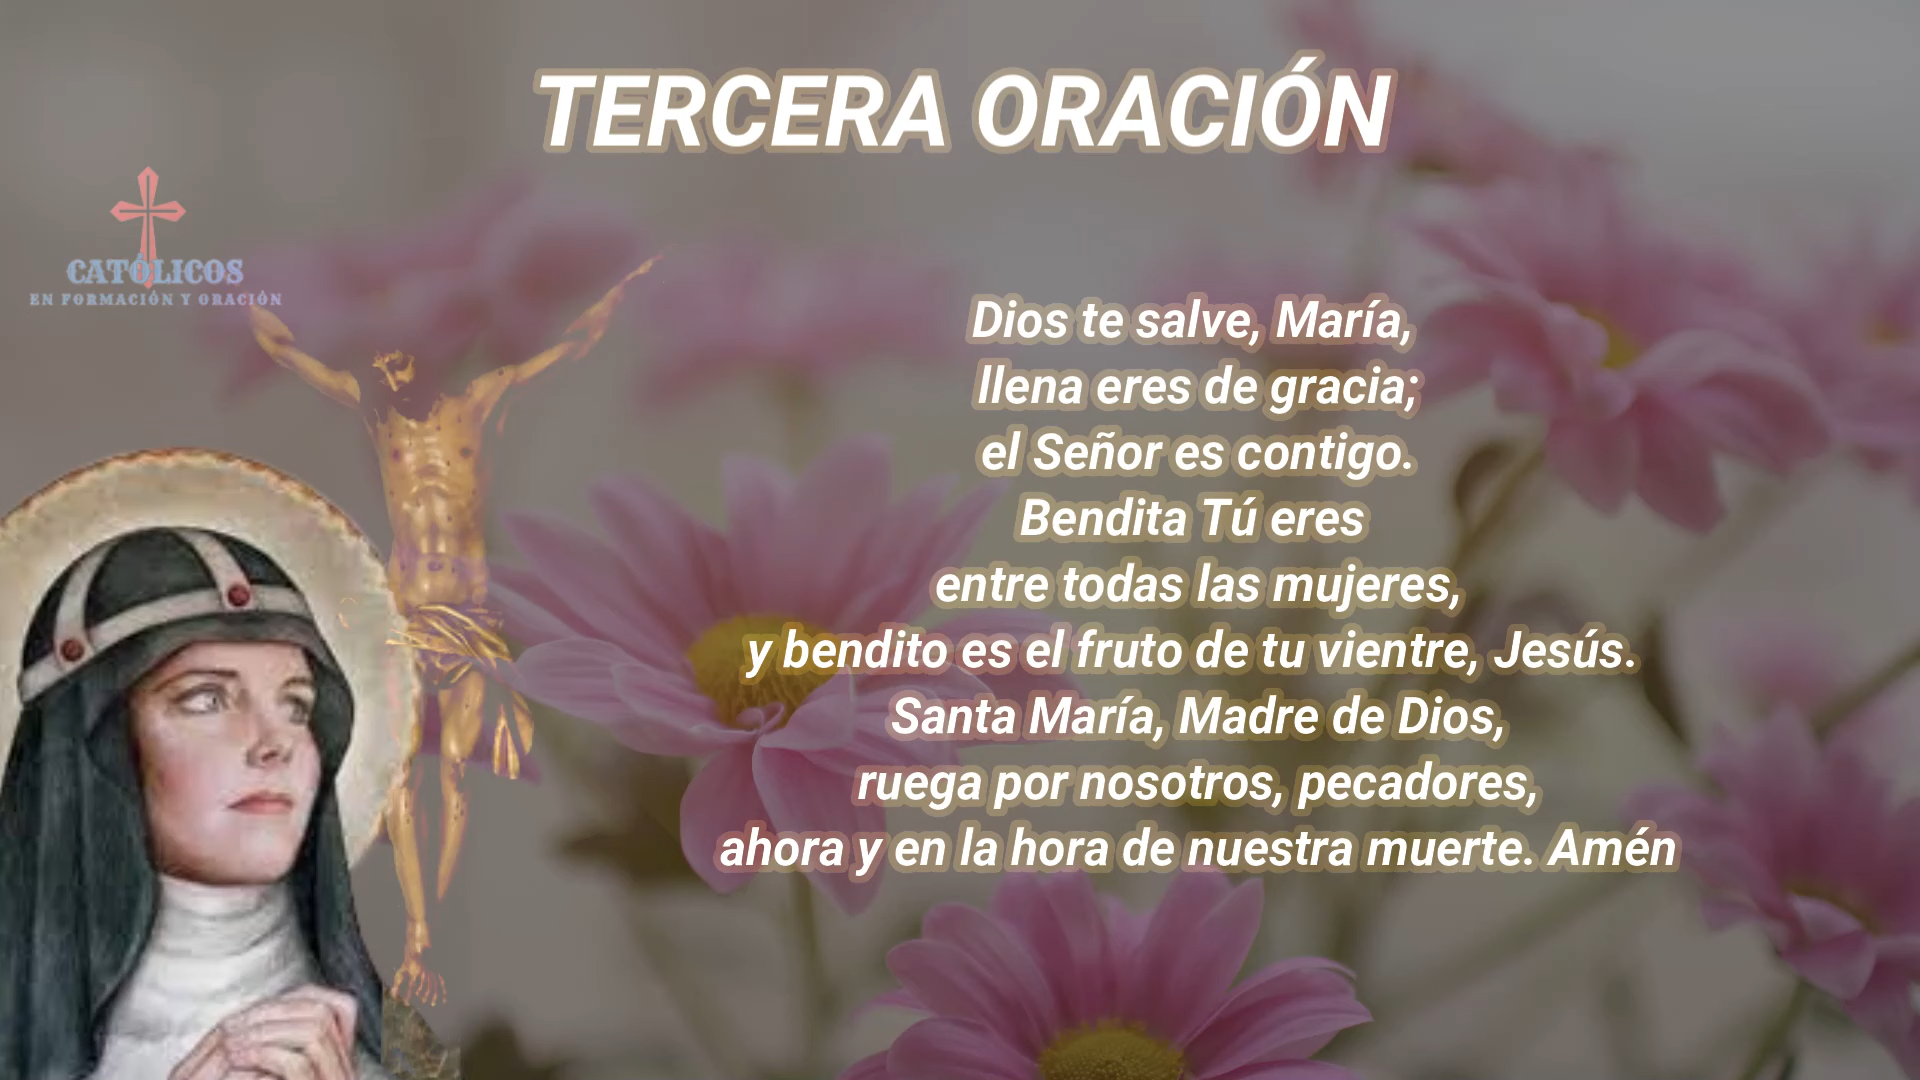 TERCERA ORACIÓN
CATÓLICOS
EN FORMACIÓN Y ORACIÓN
Dios te salve, María,
llena eres de gracia;
el Señor es contigo.
Bendita Tú eres
entre todas las mujeres,
y bendito es el fruto de tu vientre, Jesús.
Santa María, Madre de Dios,
ruega por nosotros, pecadores,
ahora y en la hora de nuestra muerte. Amén